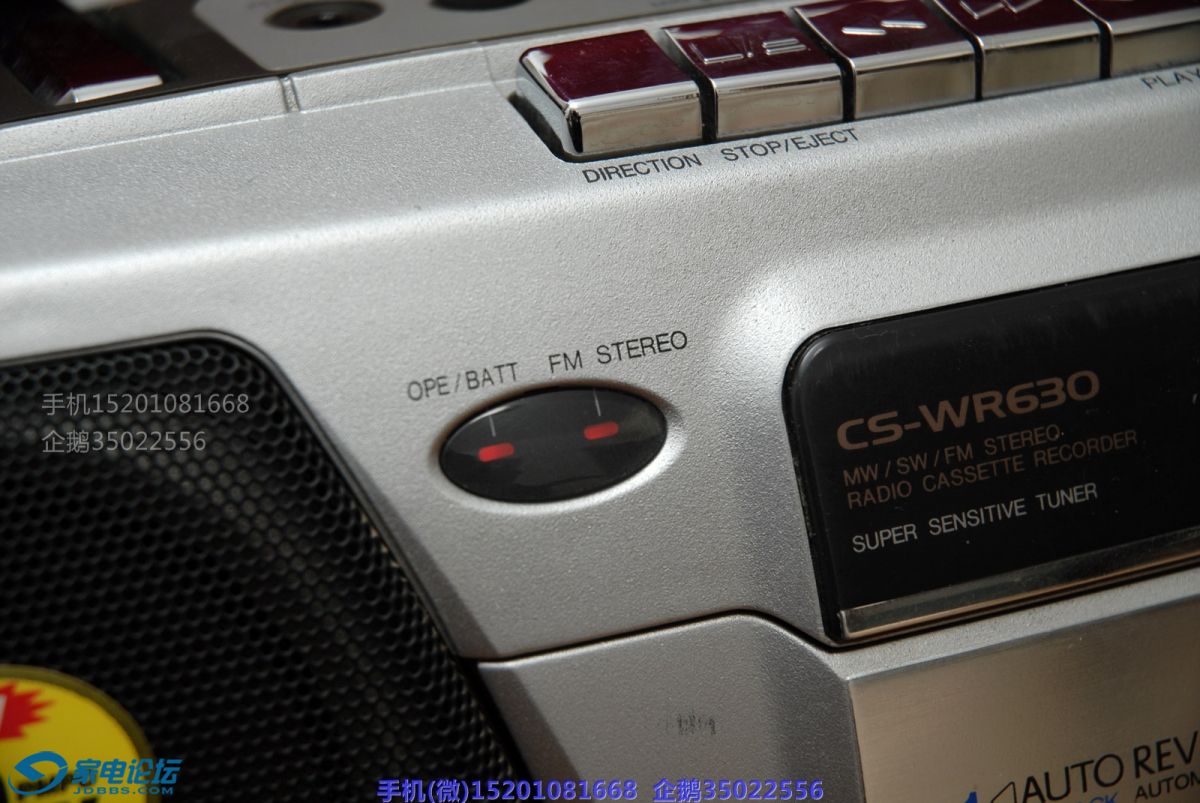 PLAY
DIRECTION STOP/EJECT
OPE/BATT FM STEREO
手机15201081668
企鹅35022556
CS-WR630
MW/SW/FM STEREO
RADIO CASSETTE RECORDER
SUPER SENSITIVE TUNER
AUTO REV
AUTOM
家电论坛
JDBBS.COM
手机(微)15201081668 企鹅35022556